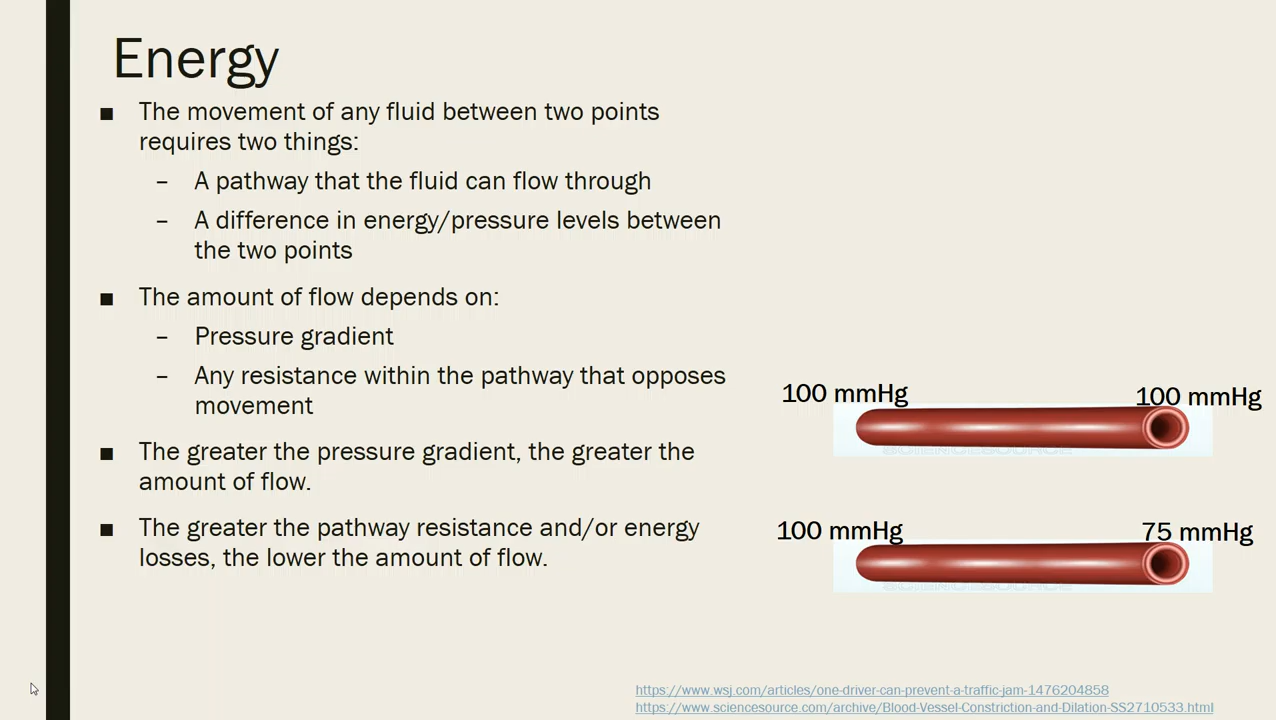 Energy
■ The movement of any fluid between two points
requires two things:
– A pathway that the fluid can flow through
– A difference in energy/pressure levels between
the two points
■ The amount of flow depends on:
– Pressure gradient
– Any resistance within the pathway that opposes
movement
■ The greater the pressure gradient, the greater the
amount of flow.
■ The greater the pathway resistance and/or energy
losses, the lower the amount of flow.
100 mmHg
100 mmHg
SCIENCESOURCE
100 mmHg
75 mmHg
SCIENCESOURCE
https://www.wsj.com/articles/one-driver-can-prevent-a-traffic-jam-1476204858
https://www.sciencesource.com/archive/Blood-Vessel-Constriction-and-Dilation-SS2710533.html